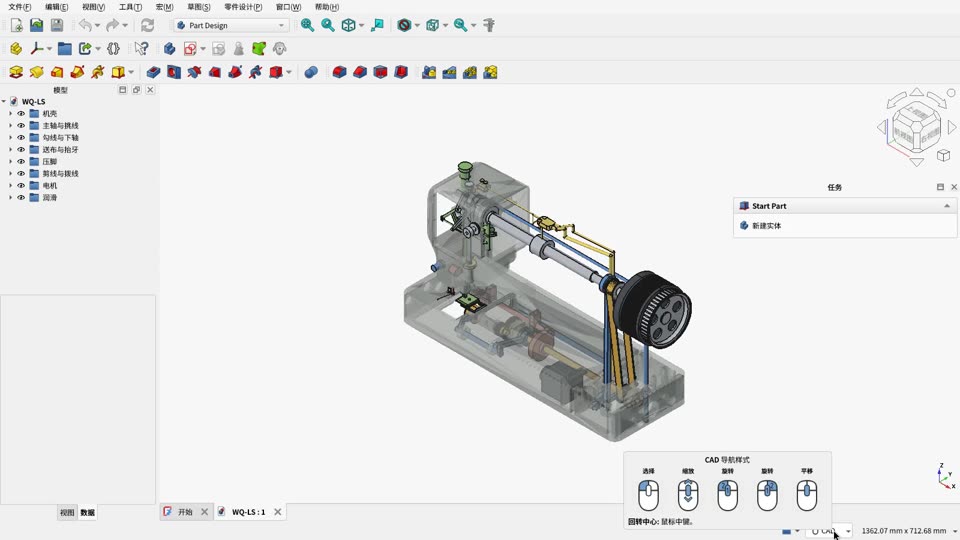 文件(F) 编辑(E) 视图(V) 工具(T) 宏(M) 草图(S) 零件设计(P) 窗口(W) 帮助(H)
Part Design
模型
WQ-LS
机壳
主轴与挑线
勾线与下轴
送布与抬牙
压脚
剪线与拨线
电机
润滑
任务
Start Part
新建实体
CAD 导航样式
选择 缩放 旋转 旋转 平移
回转中心: 鼠标中键。
视图 数据
开始 WQ-LS : 1
CAD
1362.07 mm x 712.68 mm
Z
Y
X